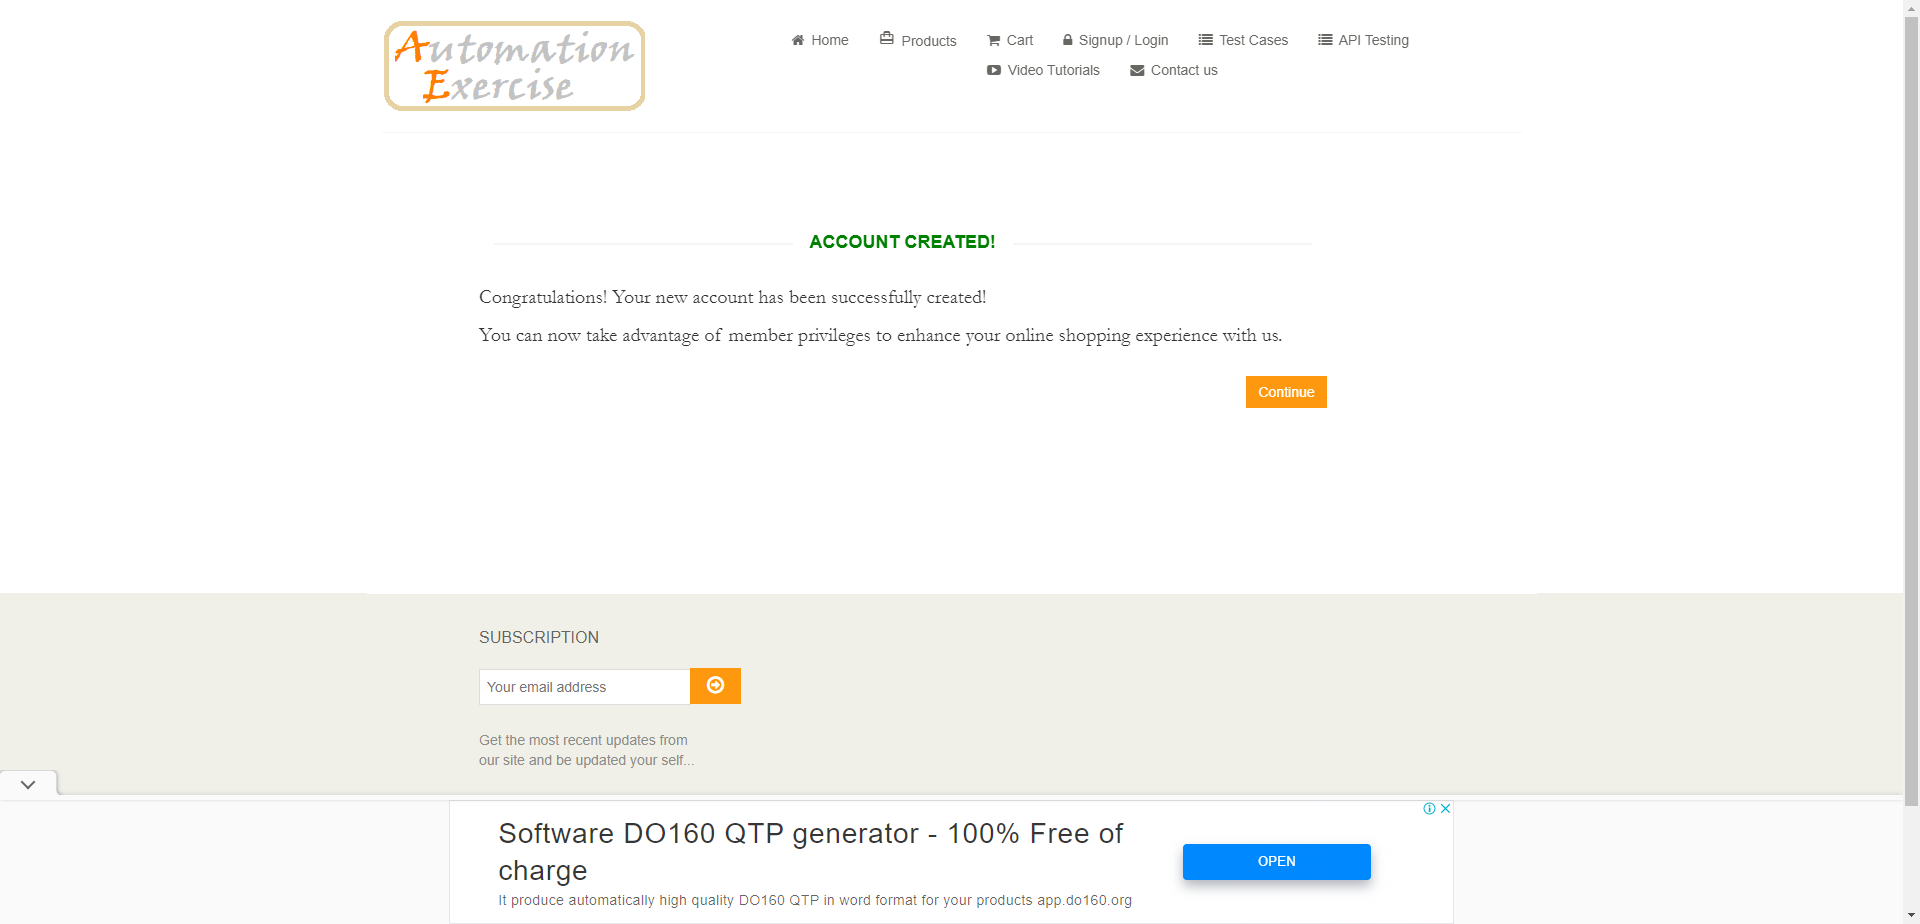 Automation
Exercise
Home
Products
Cart
Signup / Login
Test Cases
API Testing
Video Tutorials
Contact us
ACCOUNT CREATED!
Congratulations! Your new account has been successfully created!
You can now take advantage of member privileges to enhance your online shopping experience with us.
Continue
SUBSCRIPTION
Your email address
Get the most recent updates from
our site and be updated your self...
Software DO160 QTP generator - 100% Free of
charge
It produce automatically high quality DO160 QTP in word format for your products app.do160.org
OPEN